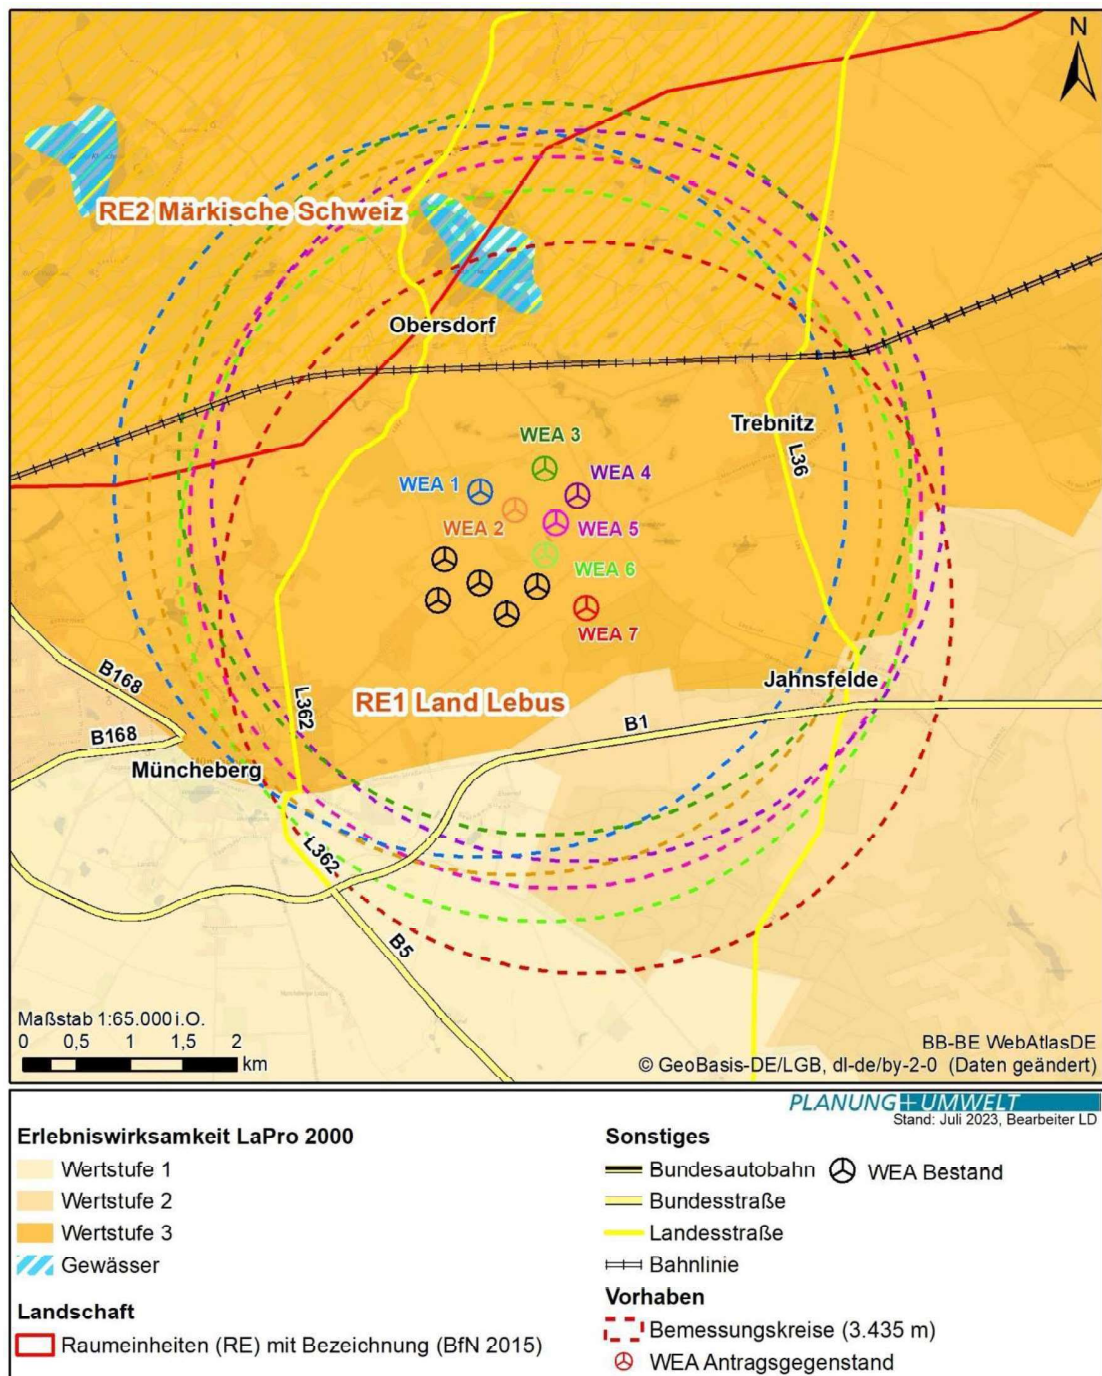 N
RE2 Märkische Schweiz
Obersdorf
Trebnitz
L36
WEA 3
WEA 1
WEA 4
WEA 2
WEA 5
WEA 6
WEA 7
B168
B168
L362
RE1 Land Lebus
Jahnsfelde
B1
Müncheberg
L362
B5
Maßstab 1:65.000 i.O.
0 0,5 1 1,5 2
km
BB-BE WebAtlasDE
© GeoBasis-DE/LGB, dl-de/by-2-0 (Daten geändert)
PLANUNG+UMWELT
Stand: Juli 2023, Bearbeiter LD
Erlebniswirksamkeit LaPro 2000
Wertstufe 1
Wertstufe 2
Wertstufe 3
Gewässer
Landschaft
Raumeinheiten (RE) mit Bezeichnung (BfN 2015)
Sonstiges
Bundesautobahn
WEA Bestand
Bundesstraße
Landesstraße
Bahnlinie
Vorhaben
Bemessungskreise (3.435 m)
WEA Antragsgegenstand